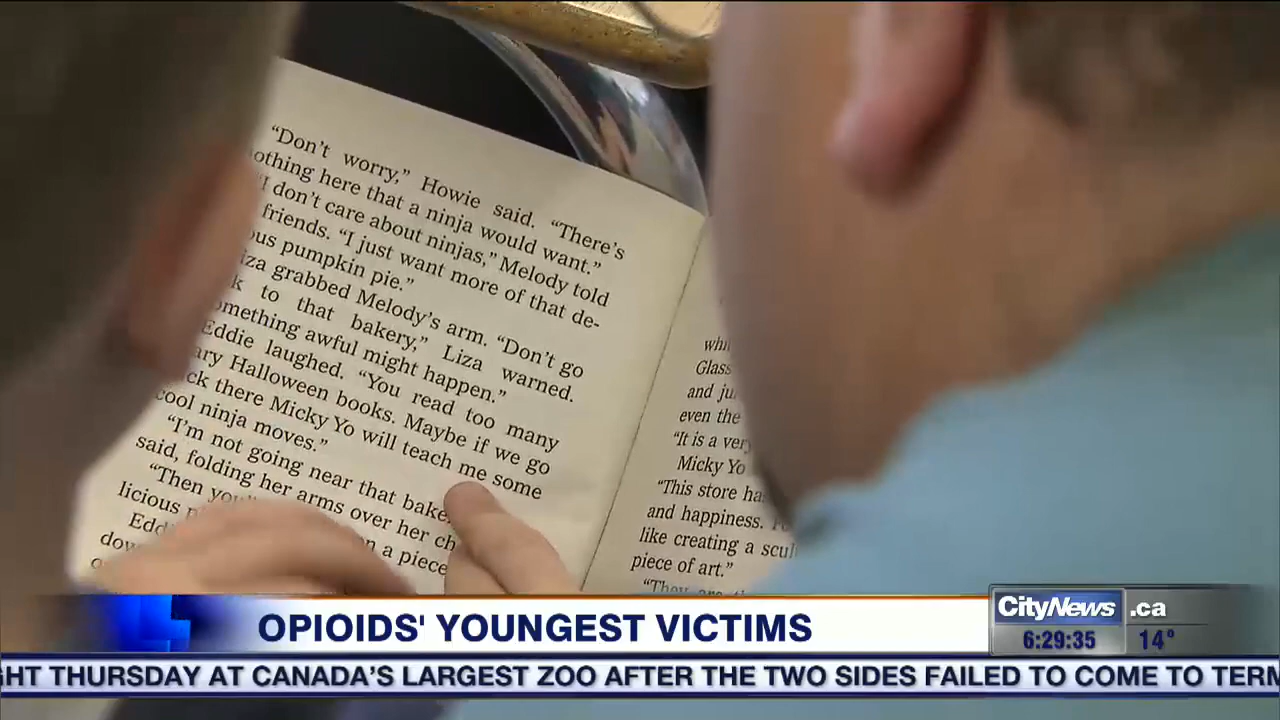 “Don’t worry,” Howie said. “There’s
othing here that a ninja would want.”
“I don’t care about ninjas,” Melody told
friends. “I just want more of that de-
ous pumpkin pie.”
iza grabbed Melody’s arm. “Don’t go
k to that bakery,” Liza warned.
omething awful might happen.”
Eddie laughed. “You read too many
ary Halloween books. Maybe if we go
ck there Micky Yo will teach me some
cool ninja moves.”
“I’m not going near that bake
said, folding her arms over her ch
“Then you’
licious p
Edd n a piece
dov
whi
Glass
and ju
even the
“It is a very
Micky Yo
“This store ha
and happiness.
like creating a scul
piece of art.”
“They are
OPIOIDS' YOUNGEST VICTIMS
CityNews .ca
6:29:35 14°
GHT THURSDAY AT CANADA'S LARGEST ZOO AFTER THE TWO SIDES FAILED TO COME TO TERM